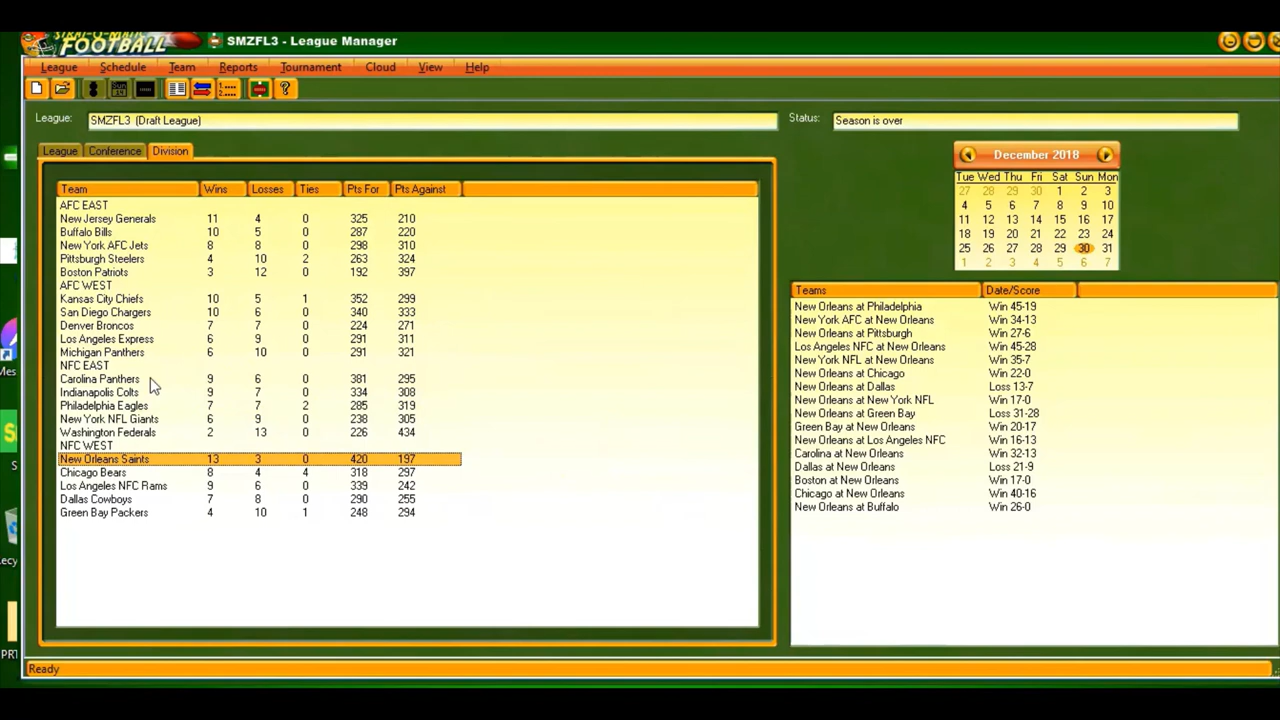 STRAT-O-MATIC
FOOTBALL
SMZFL3 - League Manager
League Schedule Team Reports Tournament Cloud View Help
League: SMZFL3 (Draft League) Status: Season is over
League Conference Division
Team Wins Losses Ties Pts For Pts Against
AFC EAST
New Jersey Generals 11 4 0 325 210
Buffalo Bills 10 5 0 287 220
New York AFC Jets 8 8 0 298 310
Pittsburgh Steelers 4 10 2 263 324
Boston Patriots 3 12 0 192 397
AFC WEST
Kansas City Chiefs 10 5 1 352 299
San Diego Chargers 10 6 0 340 333
Denver Broncos 7 7 0 224 271
Los Angeles Express 6 9 0 291 311
Michigan Panthers 6 10 0 291 321
NFC EAST
Carolina Panthers 9 6 0 381 295
Indianapolis Colts 9 7 0 334 308
Philadelphia Eagles 7 7 2 285 319
New York NFL Giants 6 9 0 238 305
Washington Federals 2 13 0 226 434
NFC WEST
New Orleans Saints 13 3 0 420 197
Chicago Bears 8 4 4 318 297
Los Angeles NFC Rams 9 6 0 339 242
Dallas Cowboys 7 8 0 290 255
Green Bay Packers 4 10 1 248 294
December 2018
Tue Wed Thu Fri Sat Sun Mon
27 28 29 30 1 2 3
4 5 6 7 8 9 10
11 12 13 14 15 16 17
18 19 20 21 22 23 24
25 26 27 28 29 30 31
1 2 3 4 5 6 7
Teams Date/Score
New Orleans at Philadelphia Win 45-19
New York AFC at New Orleans Win 34-13
New Orleans at Pittsburgh Win 27-6
Los Angeles NFC at New Orleans Win 45-28
New York NFL at New Orleans Win 35-7
New Orleans at Chicago Win 22-0
New Orleans at Dallas Loss 13-7
New Orleans at New York NFL Win 17-0
New Orleans at Green Bay Loss 31-28
Green Bay at New Orleans Win 20-17
New Orleans at Los Angeles NFC Win 16-13
Carolina at New Orleans Win 32-13
Dallas at New Orleans Loss 21-9
Boston at New Orleans Win 17-0
Chicago at New Orleans Win 40-16
New Orleans at Buffalo Win 26-0
Ready